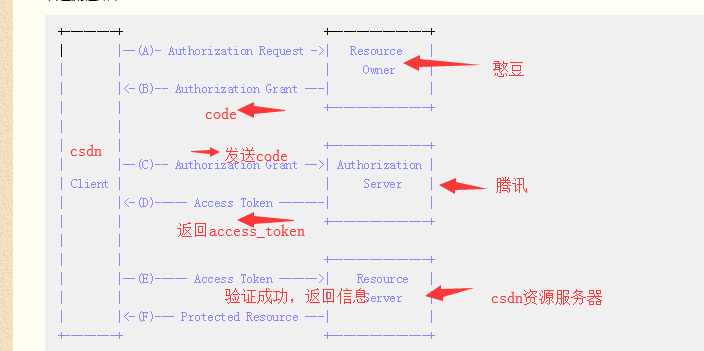 (A)- Authorization Request -> Resource
Owner 憨豆
<-(B)-- Authorization Grant ---
code
csdn 发送code
--(C)-- Authorization Grant --> Authorization
Client Server 腾讯
<-(D)----- Access Token -------
返回access_token
--(E)----- Access Token ------> Resource
验证成功，返回信息 Server csdn资源服务器
<-(F)--- Protected Resource ---